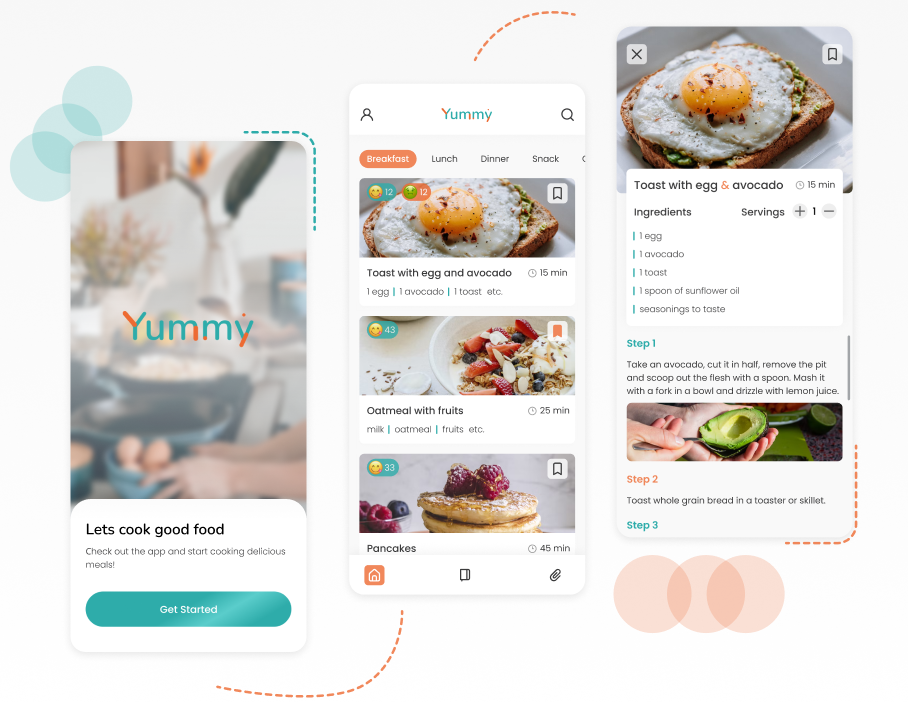 Yummy
Lets cook good food
Check out the app and start cooking delicious
meals!
Get Started
Yummy
Breakfast
Lunch
Dinner
Snack
12
12
Toast with egg and avocado
15 min
1 egg | 1 avocado | 1 toast etc.
43
Oatmeal with fruits
25 min
milk | oatmeal | fruits etc.
33
Pancakes
45 min
Toast with egg & avocado
15 min
Ingredients
Servings + 1 −
1 egg
1 avocado
1 toast
1 spoon of sunflower oil
seasonings to taste
Step 1
Take an avocado, cut it in half, remove the pit
and scoop out the flesh with a spoon. Mash it
with a fork in a bowl and drizzle with lemon juice.
Step 2
Toast whole grain bread in a toaster or skillet.
Step 3